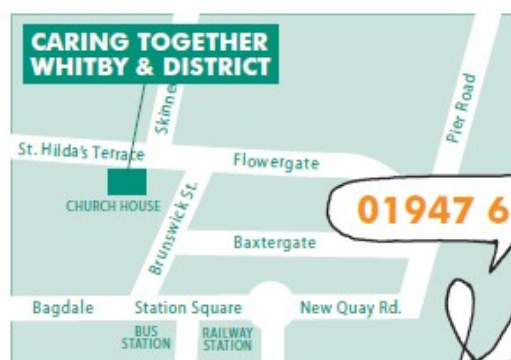 CARING TOGETHER
WHITBY & DISTRICT
Pier Road
St. Hilda's Terrace
Flowergate
CHURCH HOUSE
Brunswick St.
01947 6
Baxtergate
Bagdale
Station Square
New Quay Rd.
BUS
STATION
RAILWAY
STATION